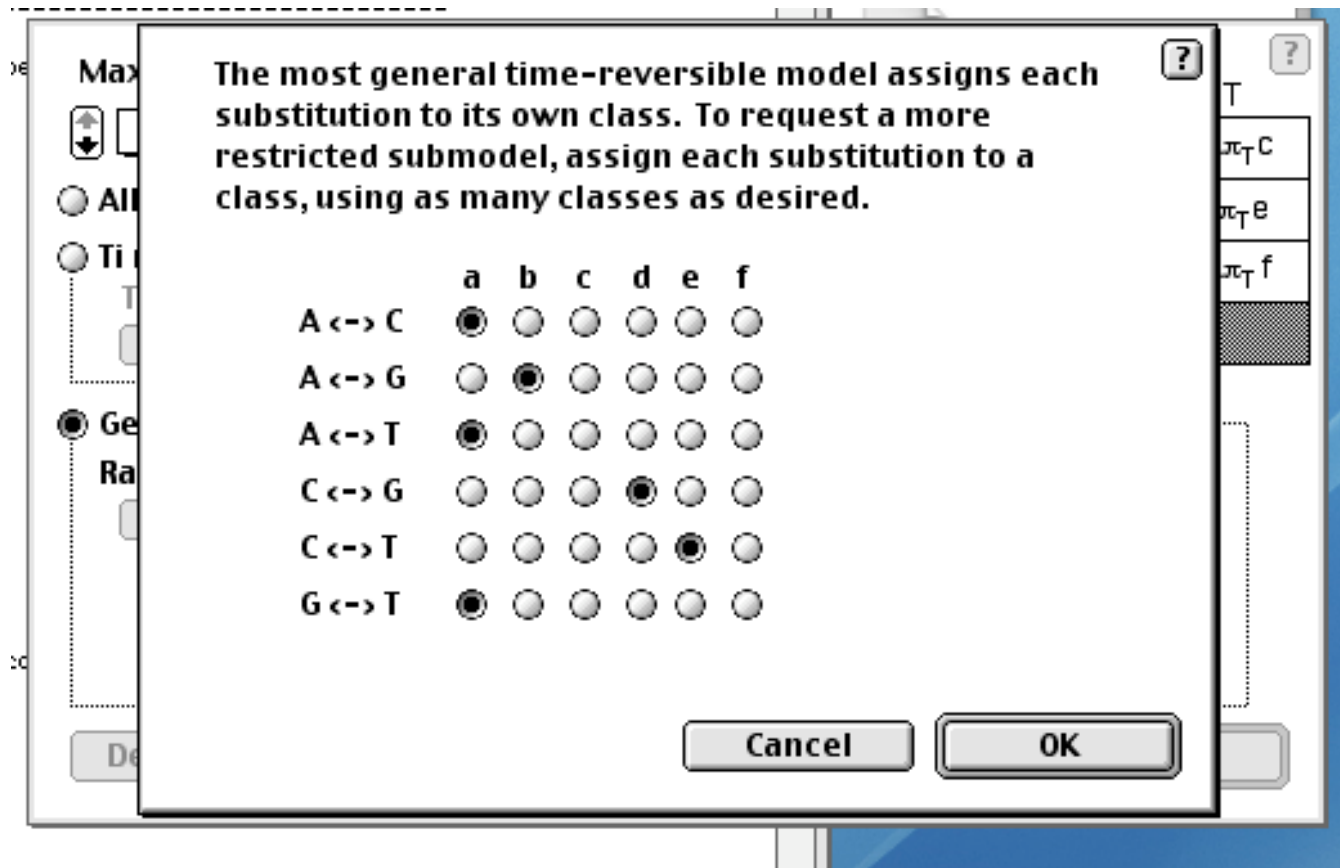 ?
?
The most general time-reversible model assigns each
substitution to its own class. To request a more
restricted submodel, assign each substitution to a
class, using as many classes as desired.
a b c d e f
A <-> C
A <-> G
A <-> T
C <-> G
C <-> T
G <-> T
Cancel OK
Max
All
Ti
T
Ge
Ra
De
T
πT c
πT e
πT f